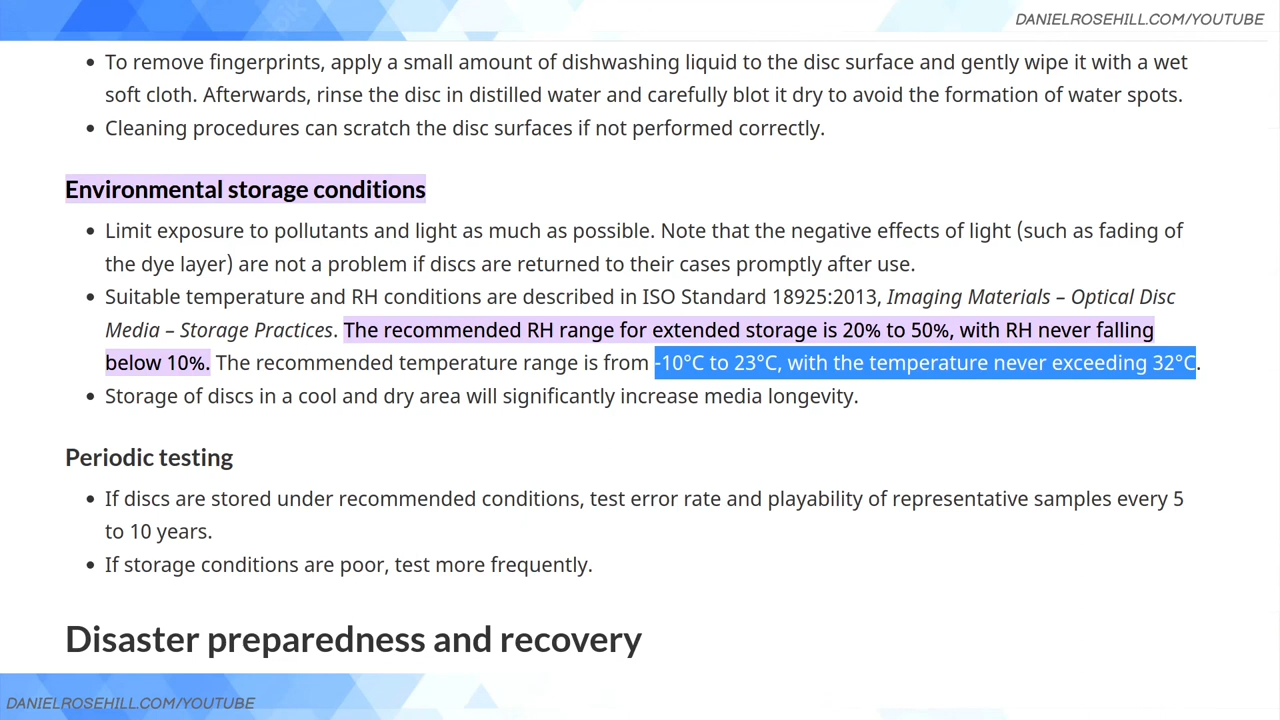 DANIELROSEHILL.COM/YOUTUBE
• To remove fingerprints, apply a small amount of dishwashing liquid to the disc surface and gently wipe it with a wet
soft cloth. Afterwards, rinse the disc in distilled water and carefully blot it dry to avoid the formation of water spots.
• Cleaning procedures can scratch the disc surfaces if not performed correctly.
Environmental storage conditions
• Limit exposure to pollutants and light as much as possible. Note that the negative effects of light (such as fading of
the dye layer) are not a problem if discs are returned to their cases promptly after use.
• Suitable temperature and RH conditions are described in ISO Standard 18925:2013, Imaging Materials – Optical Disc
Media – Storage Practices. The recommended RH range for extended storage is 20% to 50%, with RH never falling
below 10%. The recommended temperature range is from -10°C to 23°C, with the temperature never exceeding 32°C.
• Storage of discs in a cool and dry area will significantly increase media longevity.
Periodic testing
• If discs are stored under recommended conditions, test error rate and playability of representative samples every 5
to 10 years.
• If storage conditions are poor, test more frequently.
Disaster preparedness and recovery
DANIELROSEHILL.COM/YOUTUBE